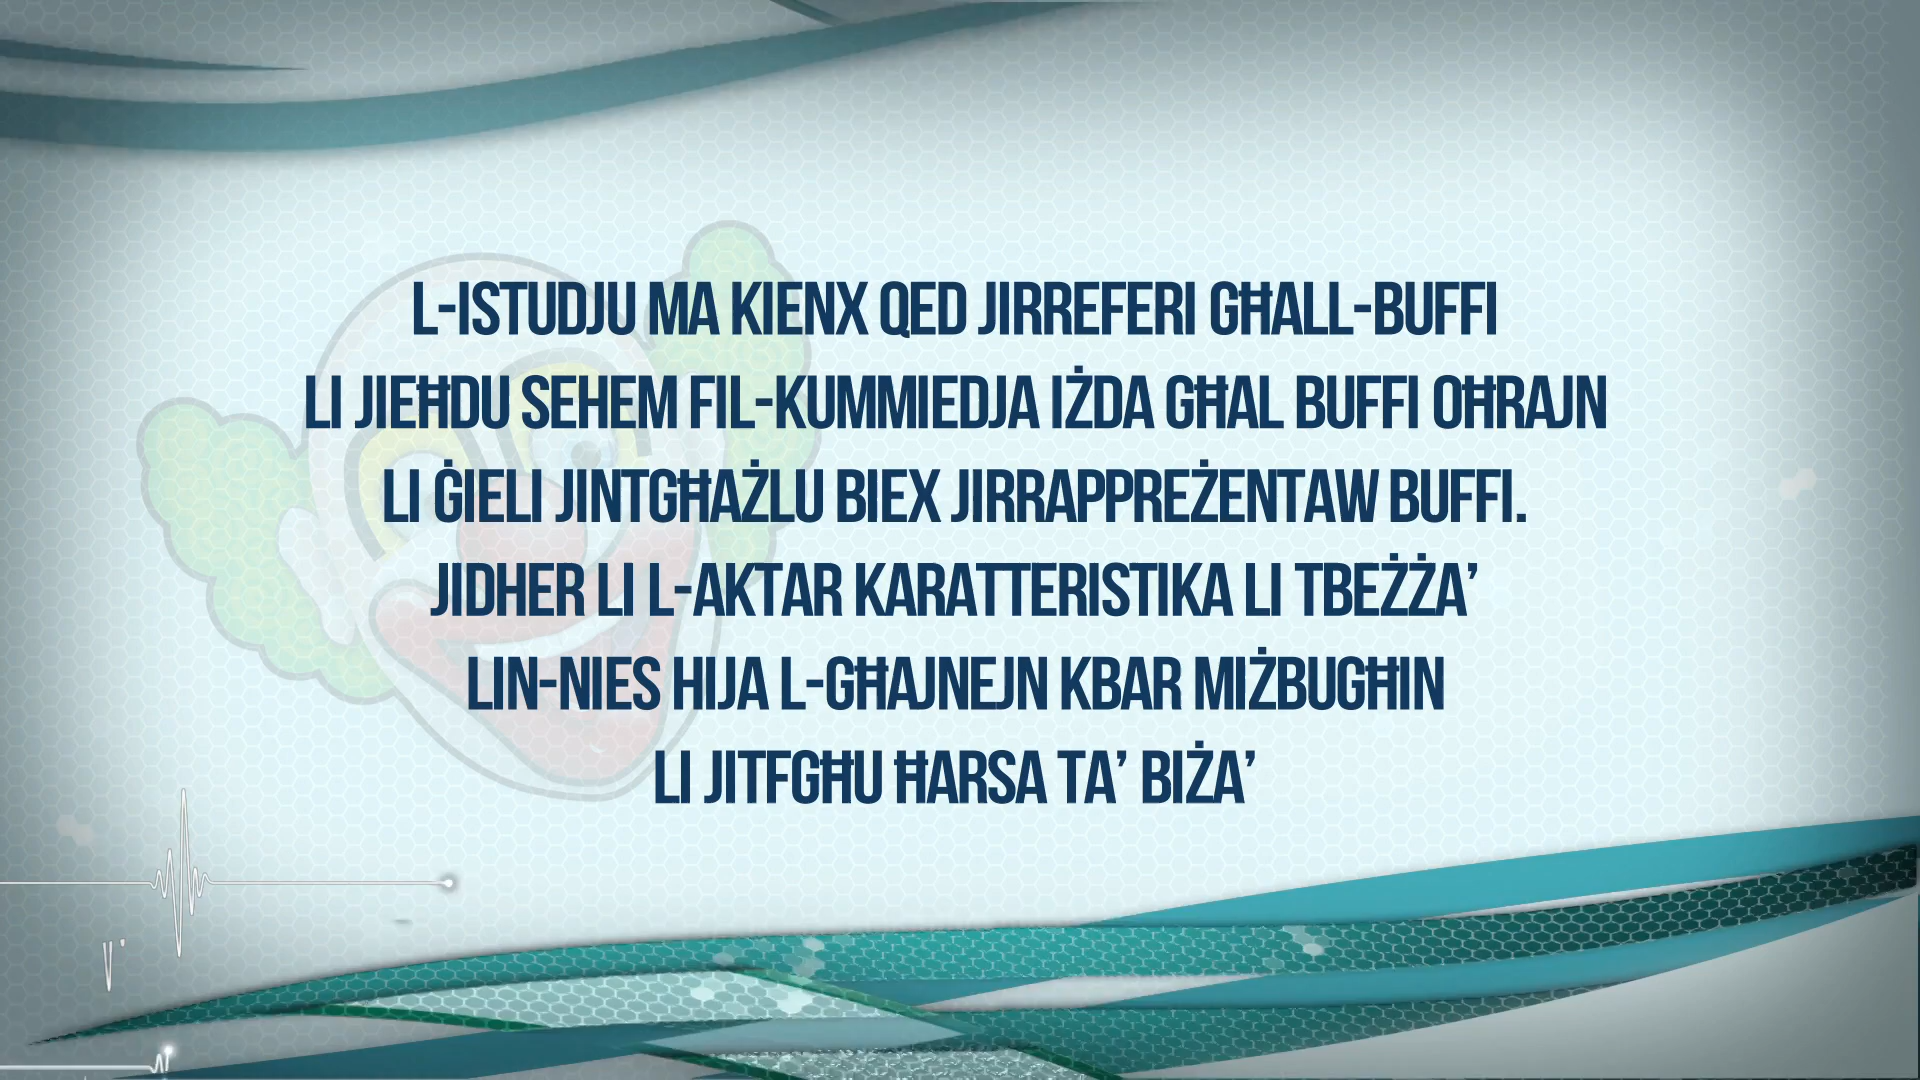 L-ISTUDJU MA KIENX QED JIRREFERI GĦALL-BUFFI
LI JIEĦDU SEHEM FIL-KUMMIEDJA IŻDA GĦAL BUFFI OĦRAJN
LI ĠIELI JINTGĦAŻLU BIEX JIRRAPPREŻENTAW BUFFI.
JIDHER LI L-AKTAR KARATTERISTIKA LI TBEŻŻA’
LIN-NIES HIJA L-GĦAJNEJN KBAR MIŻBUGĦIN
LI JITFGĦU ĦARSA TA’ BIŻA’